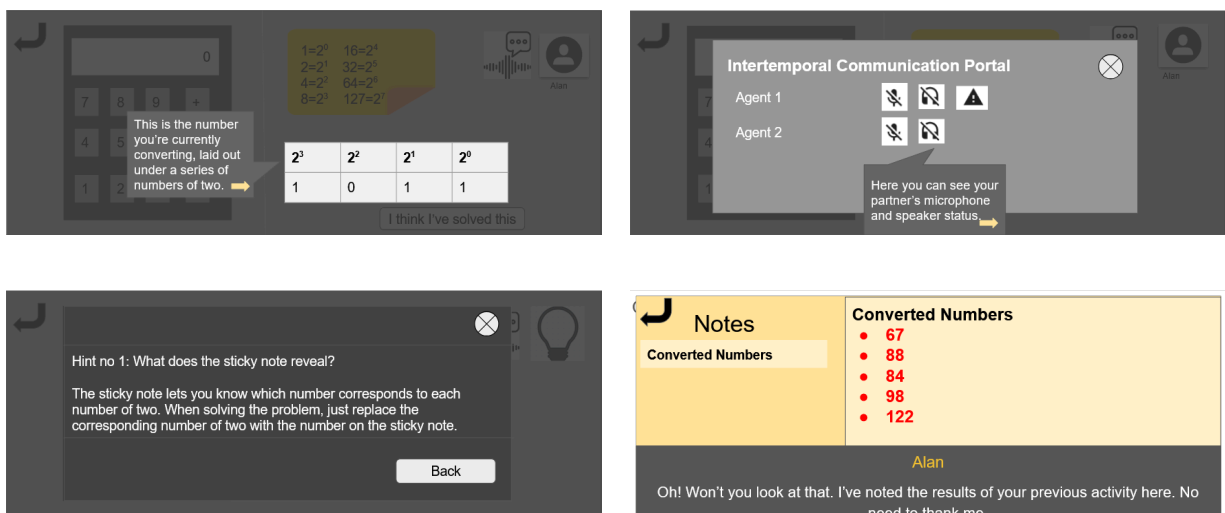 0
1=2⁰ 16=2⁴
2=2¹ 32=2⁵
4=2² 64=2⁶
8=2³ 127=2⁷
Alan
7 8 9 +
4 5
1 2
This is the number
you're currently
converting, laid out
under a series of
numbers of two.
2³ 2² 2¹ 2⁰
1 0 1 1
I think I've solved this
Intertemporal Communication Portal
Agent 1
Agent 2
Alan
7
4
1
Here you can see your
partner's microphone
and speaker status.
Hint no 1: What does the sticky note reveal?
The sticky note lets you know which number corresponds to each
number of two. When solving the problem, just replace the
corresponding number of two with the number on the sticky note.
Back
Notes
Converted Numbers
Converted Numbers
67
88
84
98
122
Alan
Oh! Won't you look at that. I've noted the results of your previous activity here. No
need to thank me